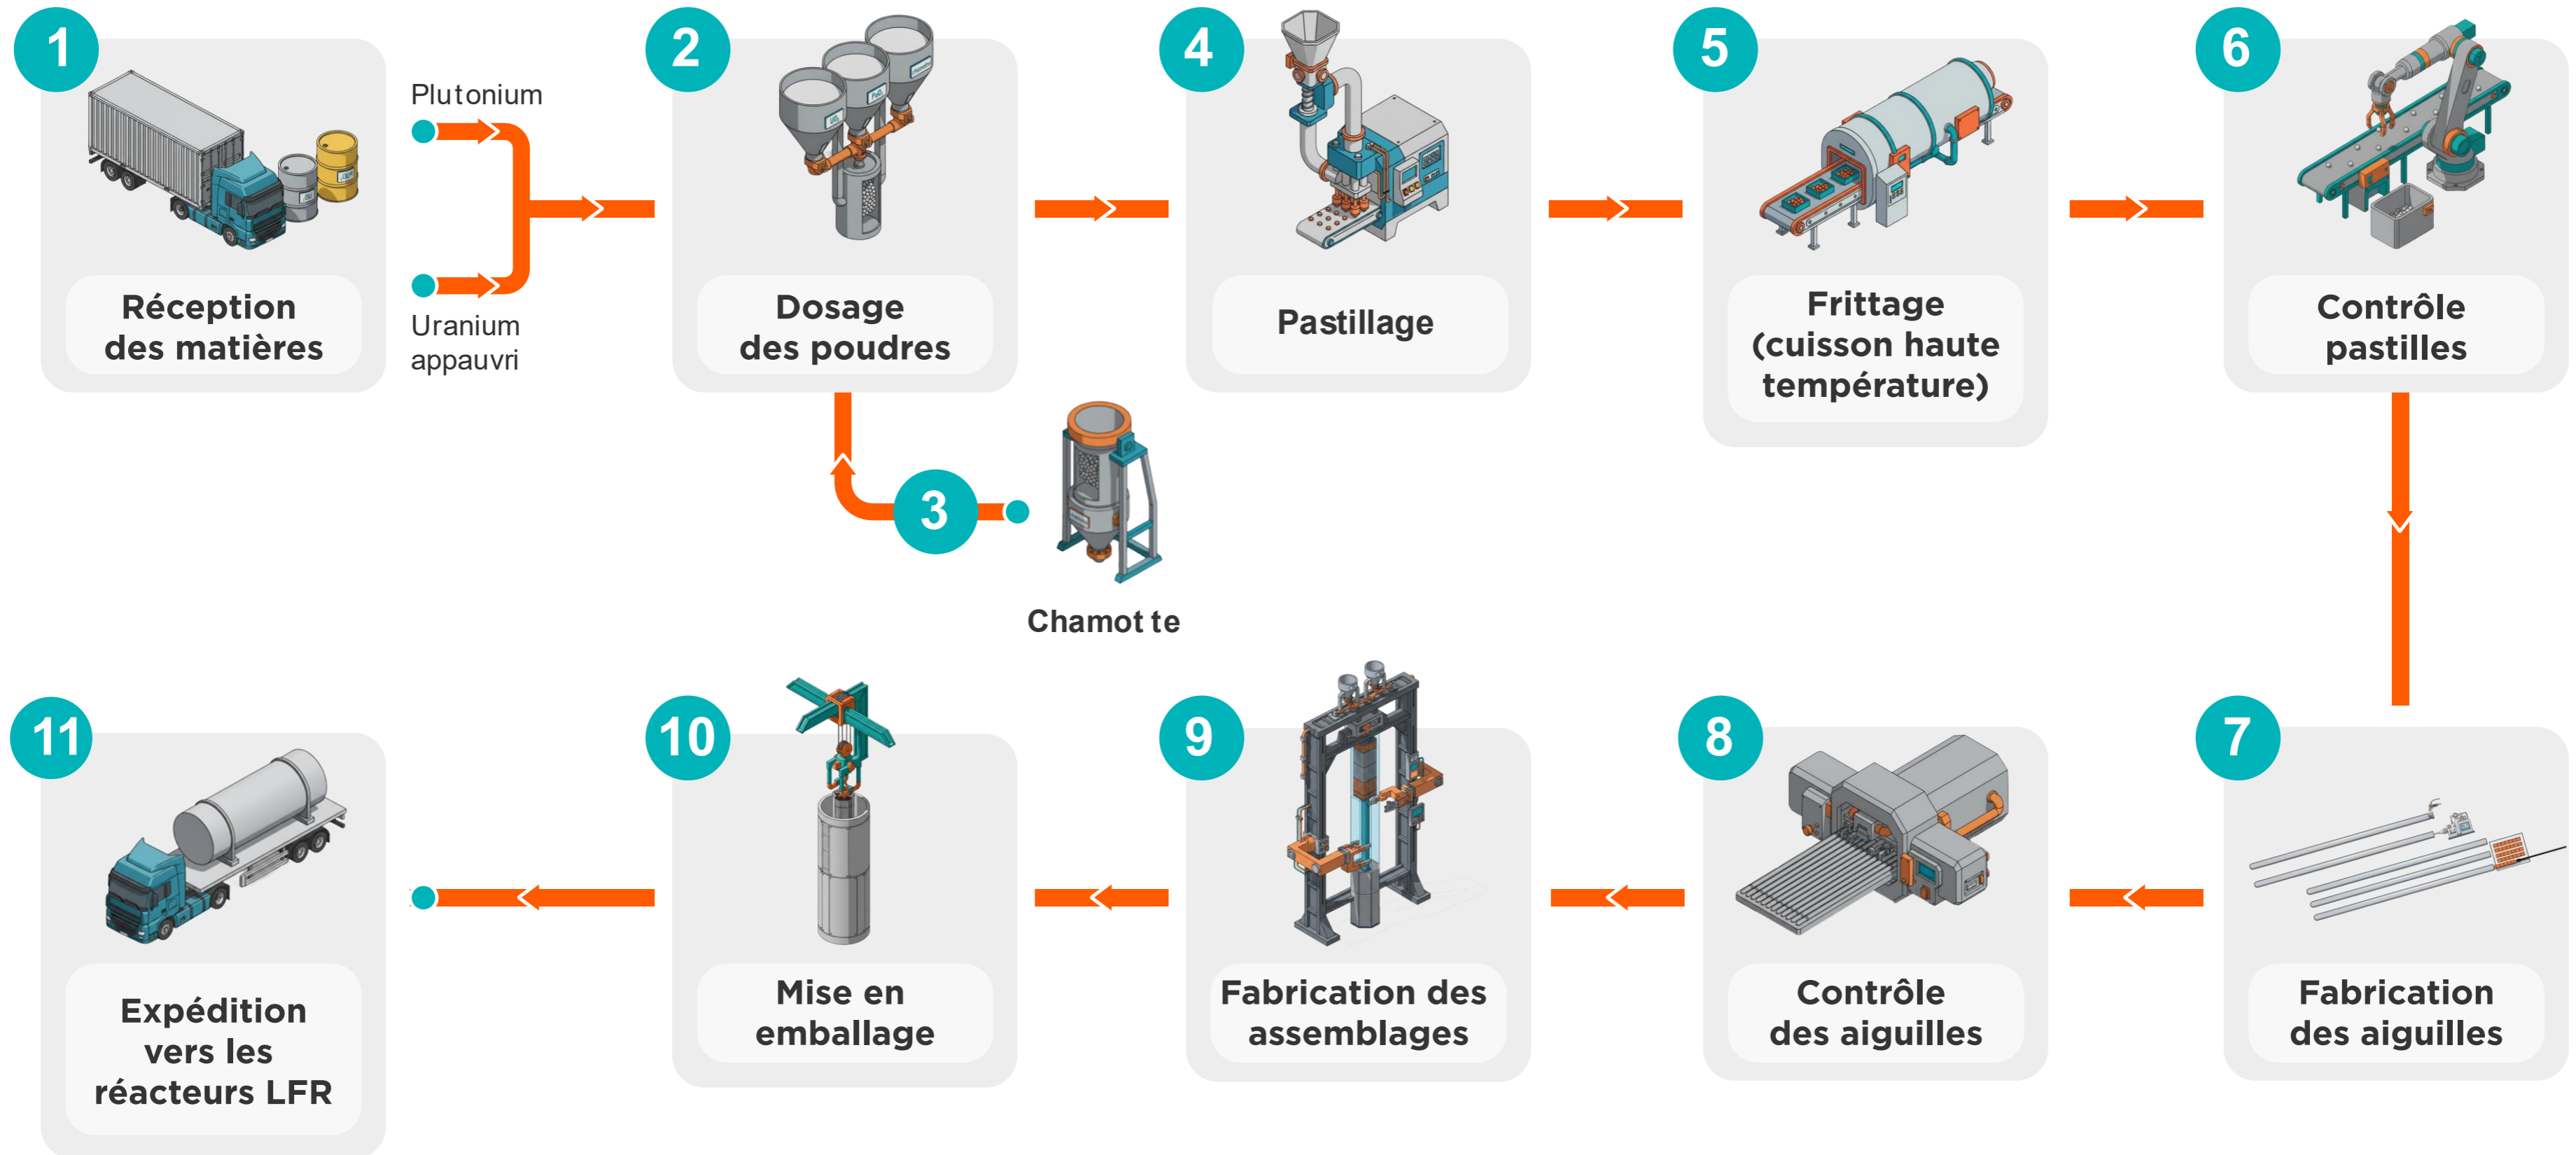 1
Réception
des matières
Plutonium
Uranium
appauvri
2
Dosage
des poudres
3
Chamotte
4
Pastillage
5
Frittage
(cuisson haute
température)
6
Contrôle
pastilles
7
Fabrication
des aiguilles
8
Contrôle
des aiguilles
9
Fabrication des
assemblages
10
Mise en
emballage
11
Expédition
vers les
réacteurs LFR